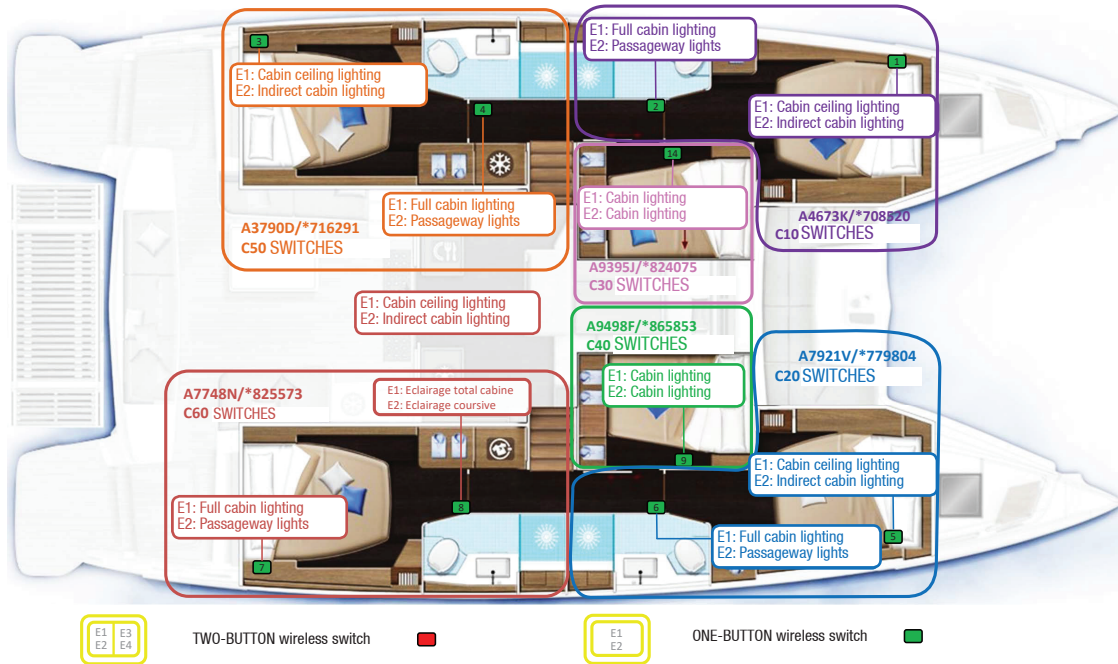 3
E1: Cabin ceiling lighting
E2: Indirect cabin lighting
4
E1: Full cabin lighting
E2: Passageway lights
A3790D/*716291
C50 SWITCHES
E1: Full cabin lighting
E2: Passageway lights
2
1
E1: Cabin ceiling lighting
E2: Indirect cabin lighting
A4673K/*708520
C10 SWITCHES
14
E1: Cabin lighting
E2: Cabin lighting
A9395J/*824075
C30 SWITCHES
E1: Cabin ceiling lighting
E2: Indirect cabin lighting
A9498F/*865853
C40 SWITCHES
E1: Cabin lighting
E2: Cabin lighting
9
A7921V/*779804
C20 SWITCHES
E1: Cabin ceiling lighting
E2: Indirect cabin lighting
5
6
E1: Full cabin lighting
E2: Passageway lights
A7748N/*825573
C60 SWITCHES
E1: Eclairage total cabine
E2: Eclairage coursive
8
E1: Full cabin lighting
E2: Passageway lights
7
E1 E3
E2 E4
TWO-BUTTON wireless switch
E1
E2
ONE-BUTTON wireless switch